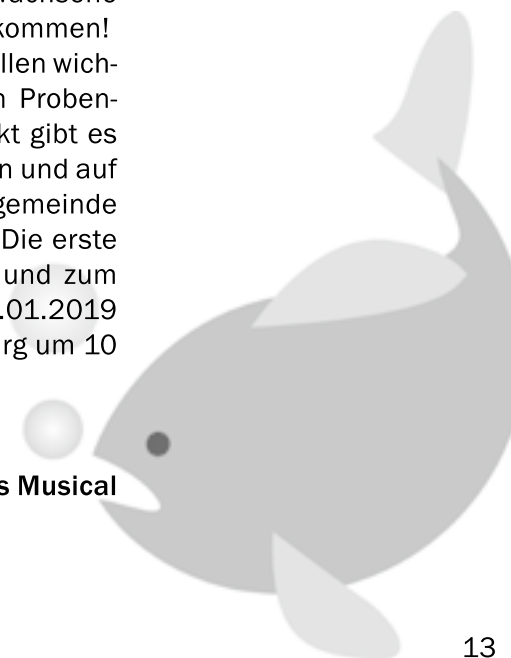 kommen!
llen wich-
Proben-
kt gibt es
n und auf
gemeinde
Die erste
und zum
.01.2019
rg um 10
s Musical
13